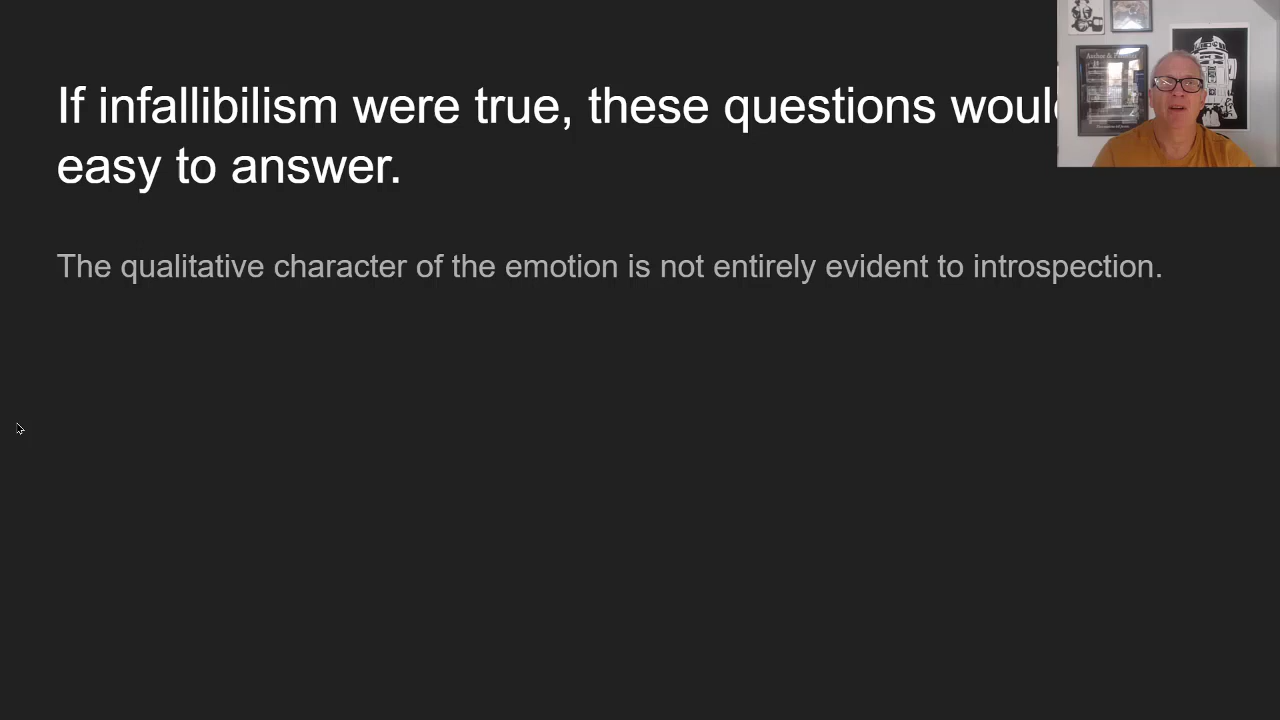 If infallibilism were true, these questions would
easy to answer.
The qualitative character of the emotion is not entirely evident to introspection.